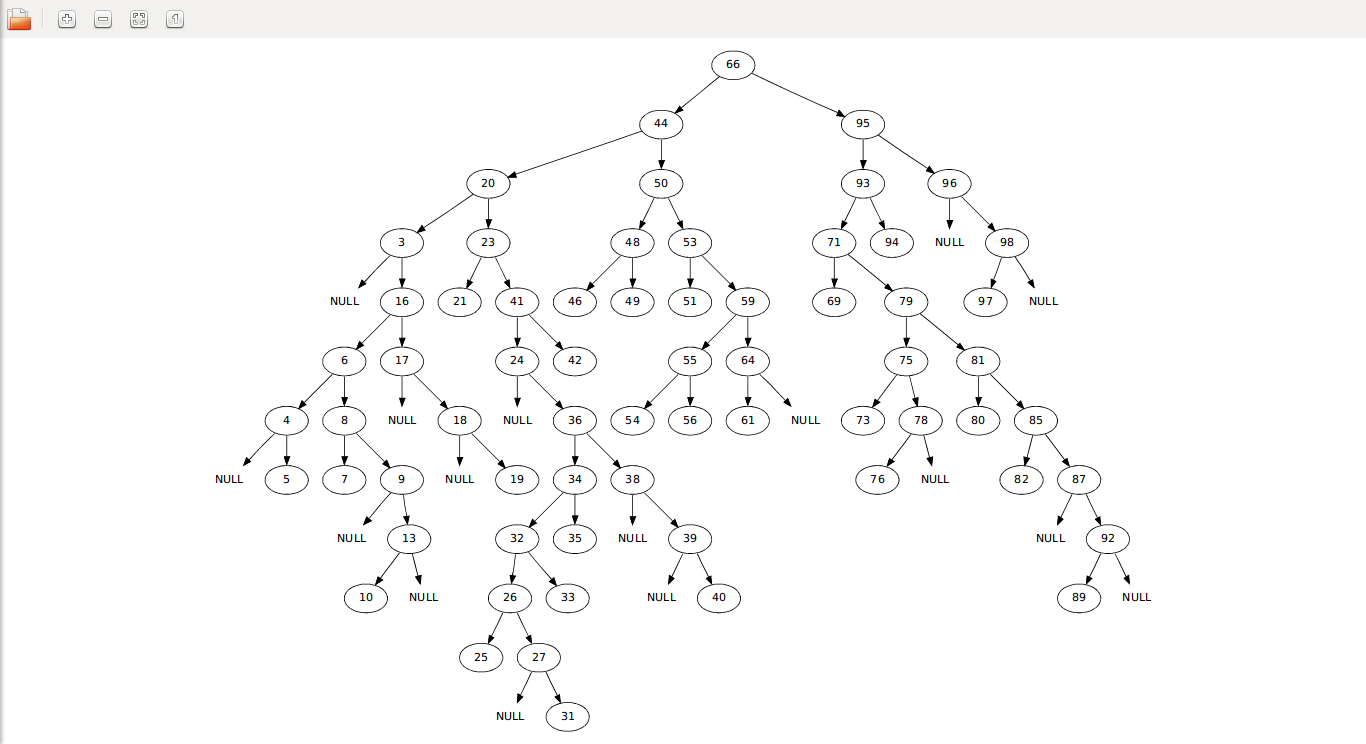 1
66
44 95
20 50 93 96
3 23 48 53 71 94 NULL 98
NULL 16 21 41 46 49 51 59 69 79 97 NULL
6 17 24 42 55 64 75 81
4 8 NULL 18 NULL 36 54 56 61 NULL 73 78 80 85
NULL 5 7 9 NULL 19 34 38 76 NULL 82 87
NULL 13 32 35 NULL 39 NULL 92
10 NULL 26 33 NULL 40 89 NULL
25 27
NULL 31